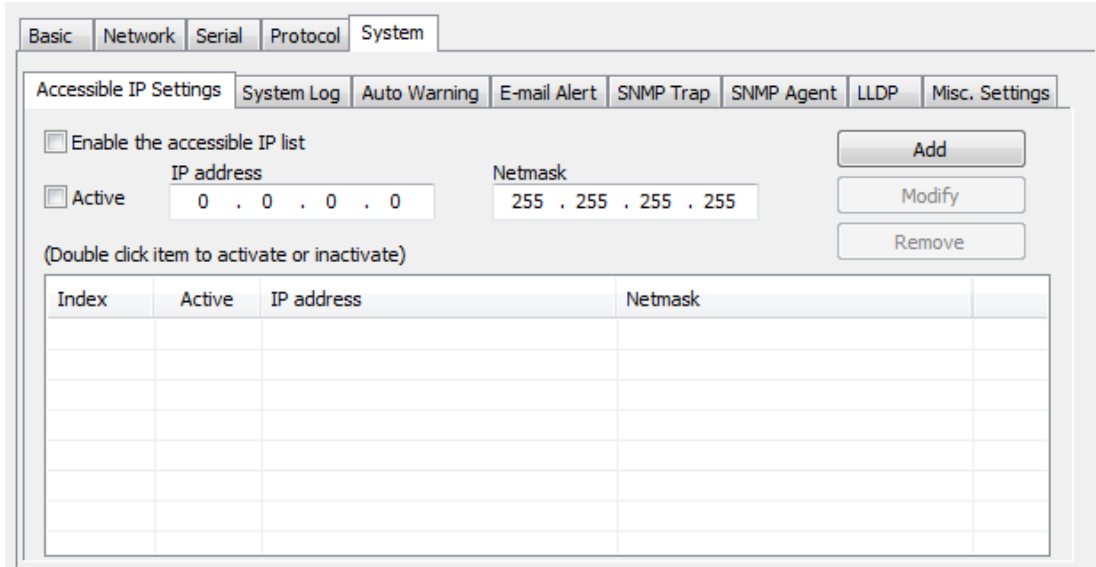 Basic Network Serial Protocol System
Accessible IP Settings System Log Auto Warning E-mail Alert SNMP Trap SNMP Agent LLDP Misc. Settings
Enable the accessible IP list
Add
IP address Netmask
Active 0 . 0 . 0 . 0 255 . 255 . 255 . 255
Modify
Remove
(Double click item to activate or inactivate)
Index Active IP address Netmask